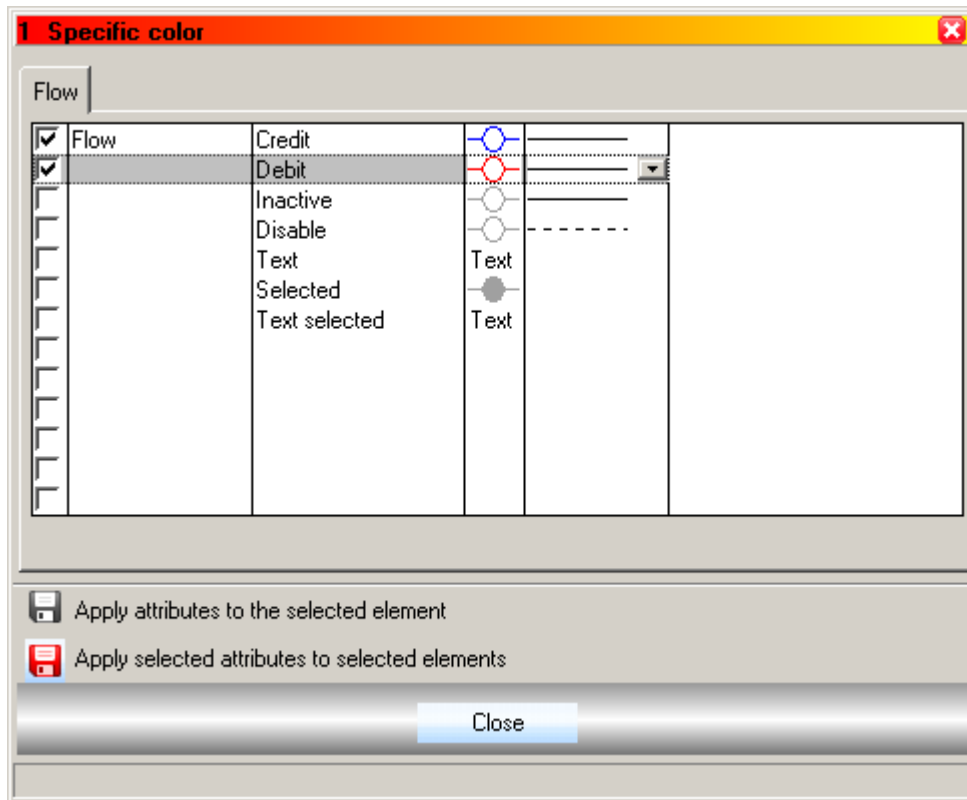 1 Specific color
Flow
Flow Credit
Debit
Inactive
Disable
Text Text
Selected
Text selected Text
Apply attributes to the selected element
Apply selected attributes to selected elements
Close